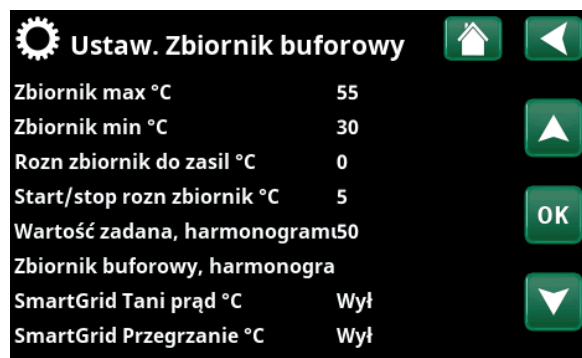 Ustaw. Zbiornik buforowy
Zbiornik max °C 55
Zbiornik min °C 30
Rozn zbiornik do zasil °C 0
Start/stop rozn zbiornik °C 5
OK
Wartość zadana, harmonogramu 50
Zbiornik buforowy, harmonogra
SmartGrid Tani prąd °C Wył
SmartGrid Przegrzanie °C Wył